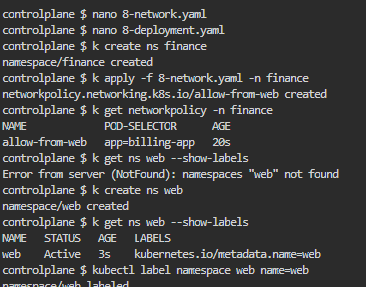 controlplane $ nano 8-network.yaml
controlplane $ nano 8-deployment.yaml
controlplane $ k create ns finance
namespace/finance created
controlplane $ k apply -f 8-network.yaml -n finance
networkpolicy.networking.k8s.io/allow-from-web created
controlplane $ k get networkpolicy -n finance
NAME POD-SELECTOR AGE
allow-from-web app=billing-app 20s
controlplane $ k get ns web --show-labels
Error from server (NotFound): namespaces "web" not found
controlplane $ k create ns web
namespace/web created
controlplane $ k get ns web --show-labels
NAME STATUS AGE LABELS
web Active 3s kubernetes.io/metadata.name=web
controlplane $ kubectl label namespace web name=web
namespace/web labeled